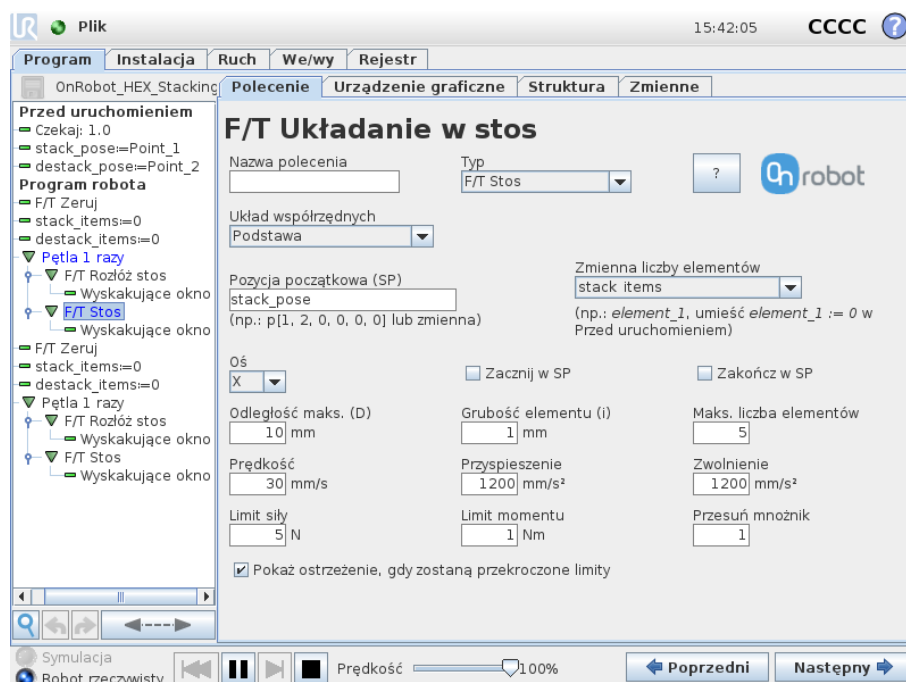 Plik 15:42:05 CCCC ?
Program Instalacja Ruch We/wy Rejestr
OnRobot_HEX_Stacking Polecenie Urządzenie graficzne Struktura Zmienne
Przed uruchomieniem
Czekaj: 1.0
stack_pose:=Point_1
destack_pose:=Point_2
Program robota
F/T Zeruj
stack_items:=0
destack_items:=0
Pętla 1 razy
F/T Rozłóż stos
Wyskakujące okno
F/T Stos
Wyskakujące okno
F/T Zeruj
stack_items:=0
destack_items:=0
Pętla 1 razy
F/T Rozłóż stos
Wyskakujące okno
F/T Stos
Wyskakujące okno
F/T Układanie w stos
Nazwa polecenia Typ
F/T Stos ? On robot
Układ współrzędnych
Podstawa
Pozycja początkowa (SP) Zmienna liczby elementów
stack_pose stack items
(np.: p[1, 2, 0, 0, 0, 0] lub zmienna) (np.: element_1, umieść element_1 := 0 w
Przed uruchomieniem)
Oś
X Zacznij w SP Zakończ w SP
Odległość maks. (D) Grubość elementu (i) Maks. liczba elementów
10 mm 1 mm 5
Prędkość Przyspieszenie Zwolnienie
30 mm/s 1200 mm/s² 1200 mm/s²
Limit siły Limit momentu Przesuń mnożnik
5 N 1 Nm 1
Pokaż ostrzeżenie, gdy zostaną przekroczone limity
Symulacja
Robot rzeczywisty Prędkość 100% Poprzedni Następny